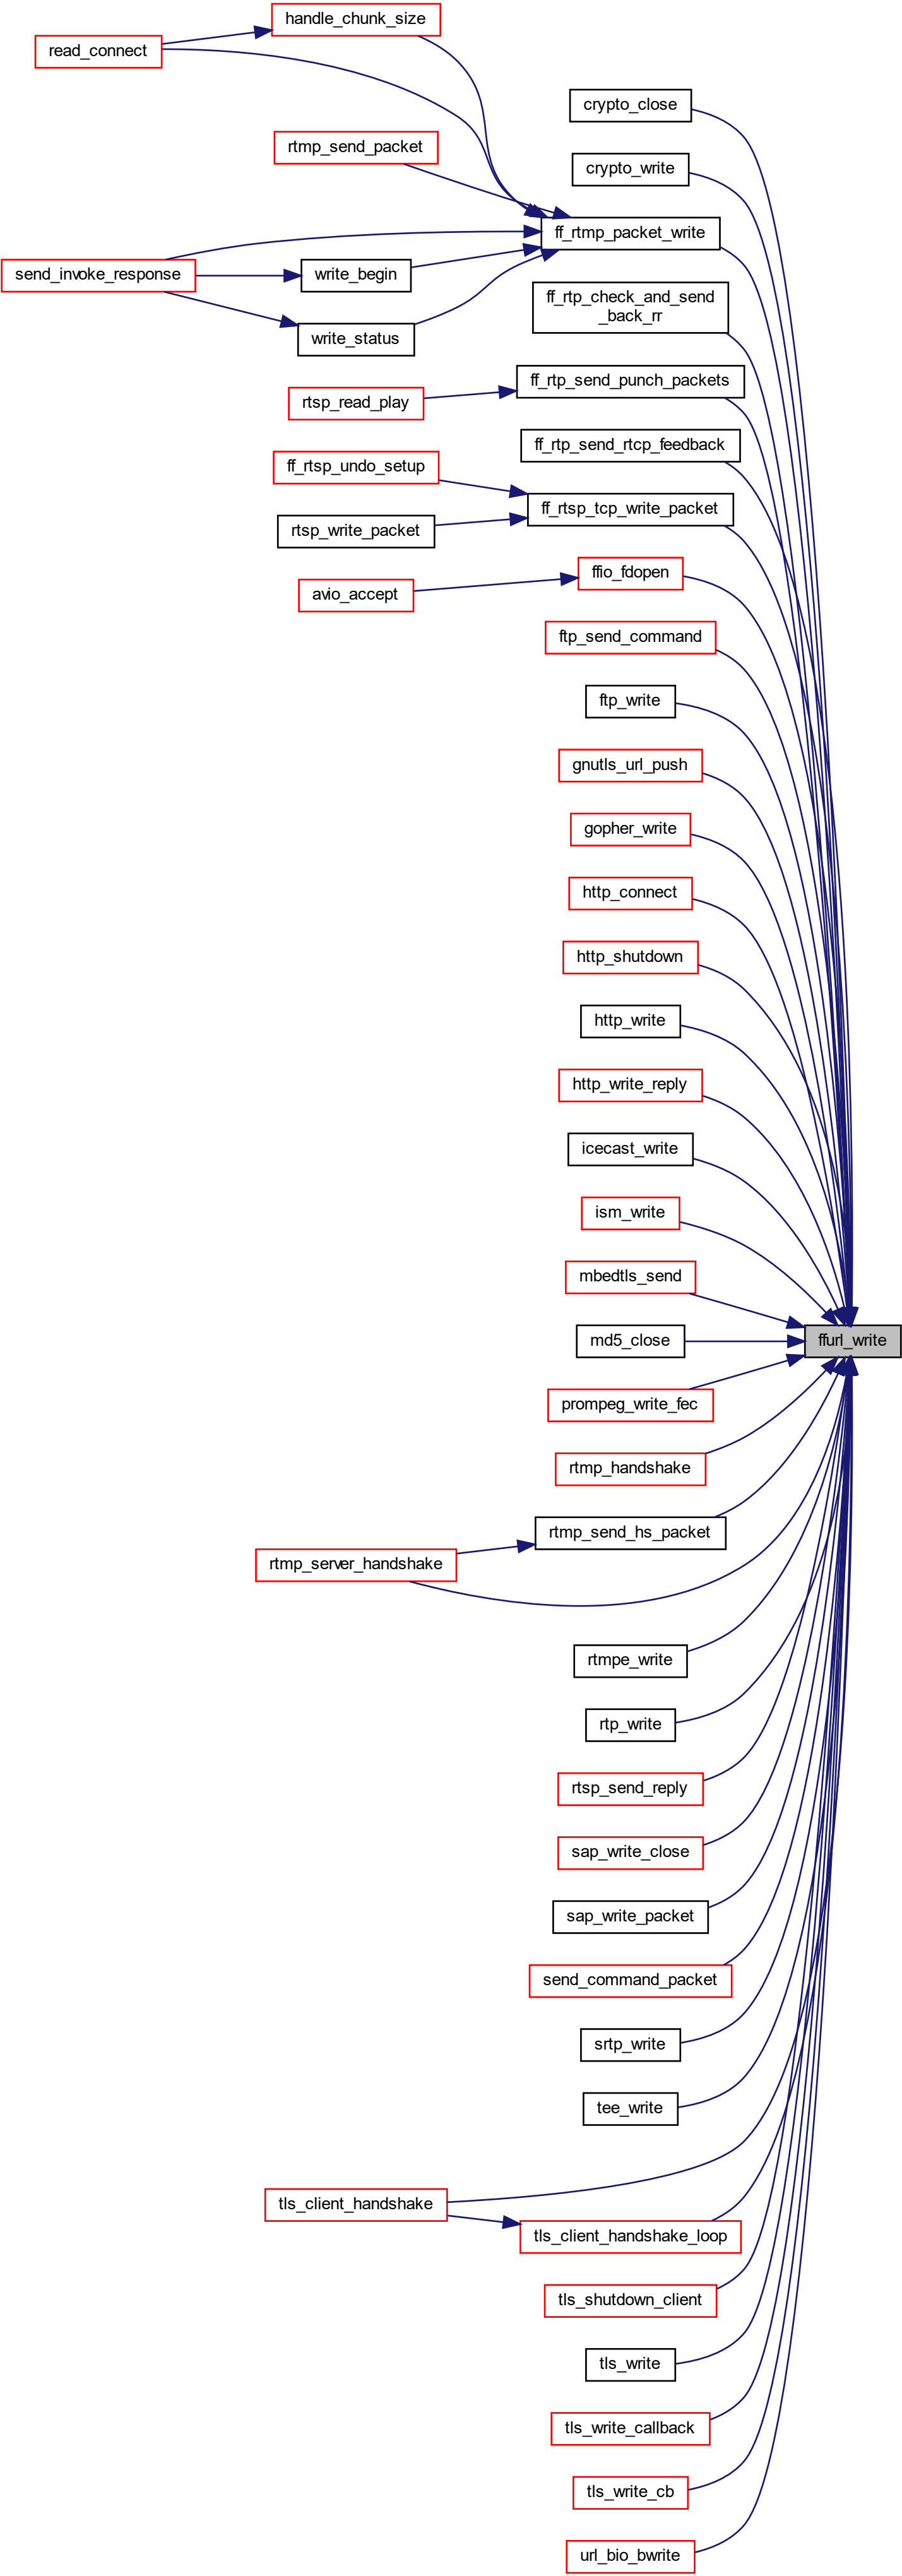 handle_chunk_size
read_connect
crypto_close
rtmp_send_packet
crypto_write
ff_rtmp_packet_write
send_invoke_response
write_begin
ff_rtp_check_and_send
_back_rr
write_status
ff_rtp_send_punch_packets
rtsp_read_play
ff_rtp_send_rtcp_feedback
ff_rtsp_undo_setup
ff_rtsp_tcp_write_packet
rtsp_write_packet
ffio_fdopen
avio_accept
ftp_send_command
ftp_write
gnutls_url_push
gopher_write
http_connect
http_shutdown
http_write
http_write_reply
icecast_write
ism_write
mbedtls_send
md5_close
ffurl_write
prompeg_write_fec
rtmp_handshake
rtmp_send_hs_packet
rtmp_server_handshake
rtmpe_write
rtp_write
rtsp_send_reply
sap_write_close
sap_write_packet
send_command_packet
srtp_write
tee_write
tls_client_handshake
tls_client_handshake_loop
tls_shutdown_client
tls_write
tls_write_callback
tls_write_cb
url_bio_bwrite